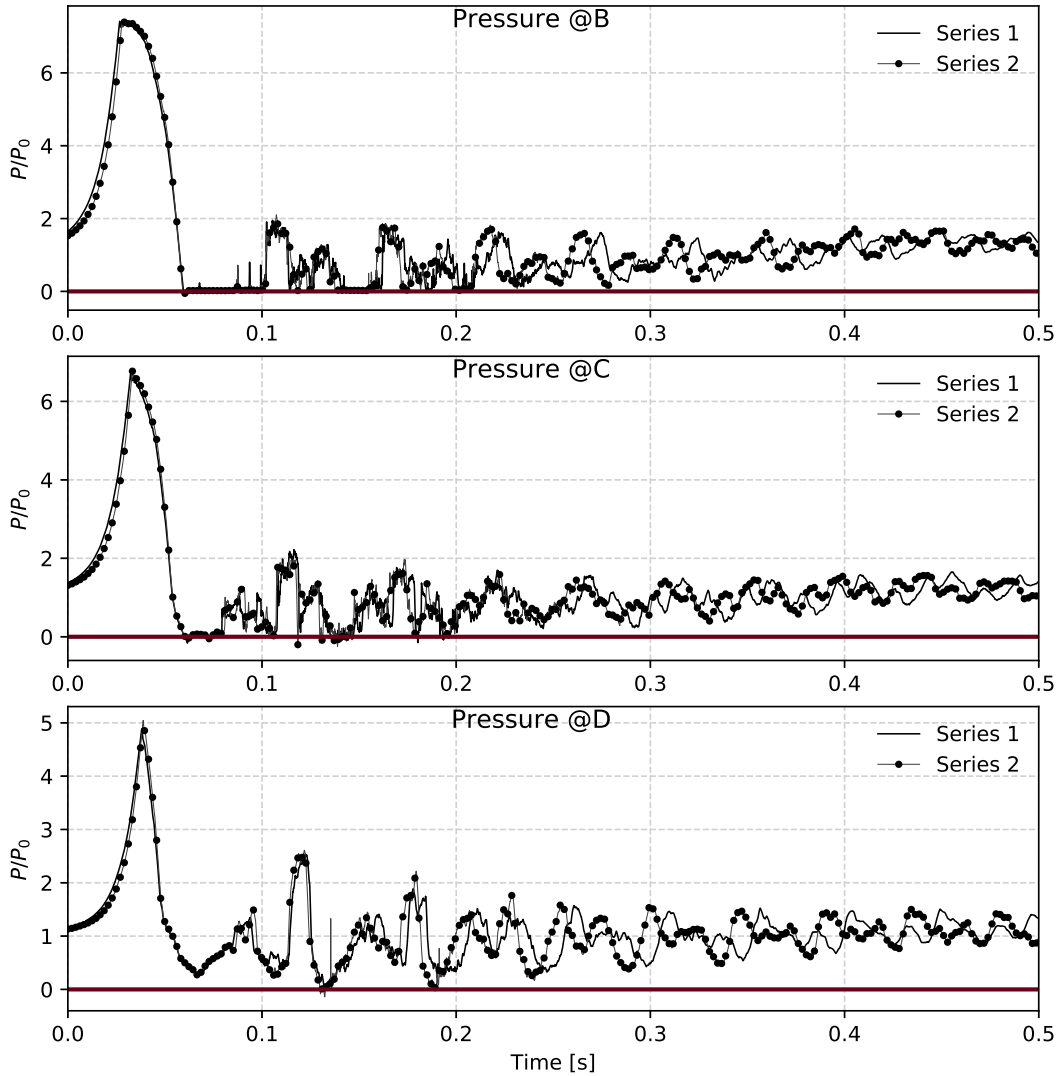 Pressure @B
Series 1
Series 2
P/P₀
6
4
2
0
0.0 0.1 0.2 0.3 0.4 0.5
Pressure @C
Series 1
Series 2
P/P₀
6
4
2
0
0.0 0.1 0.2 0.3 0.4 0.5
Pressure @D
Series 1
Series 2
P/P₀
5
4
3
2
1
0
0.0 0.1 0.2 0.3 0.4 0.5
Time [s]